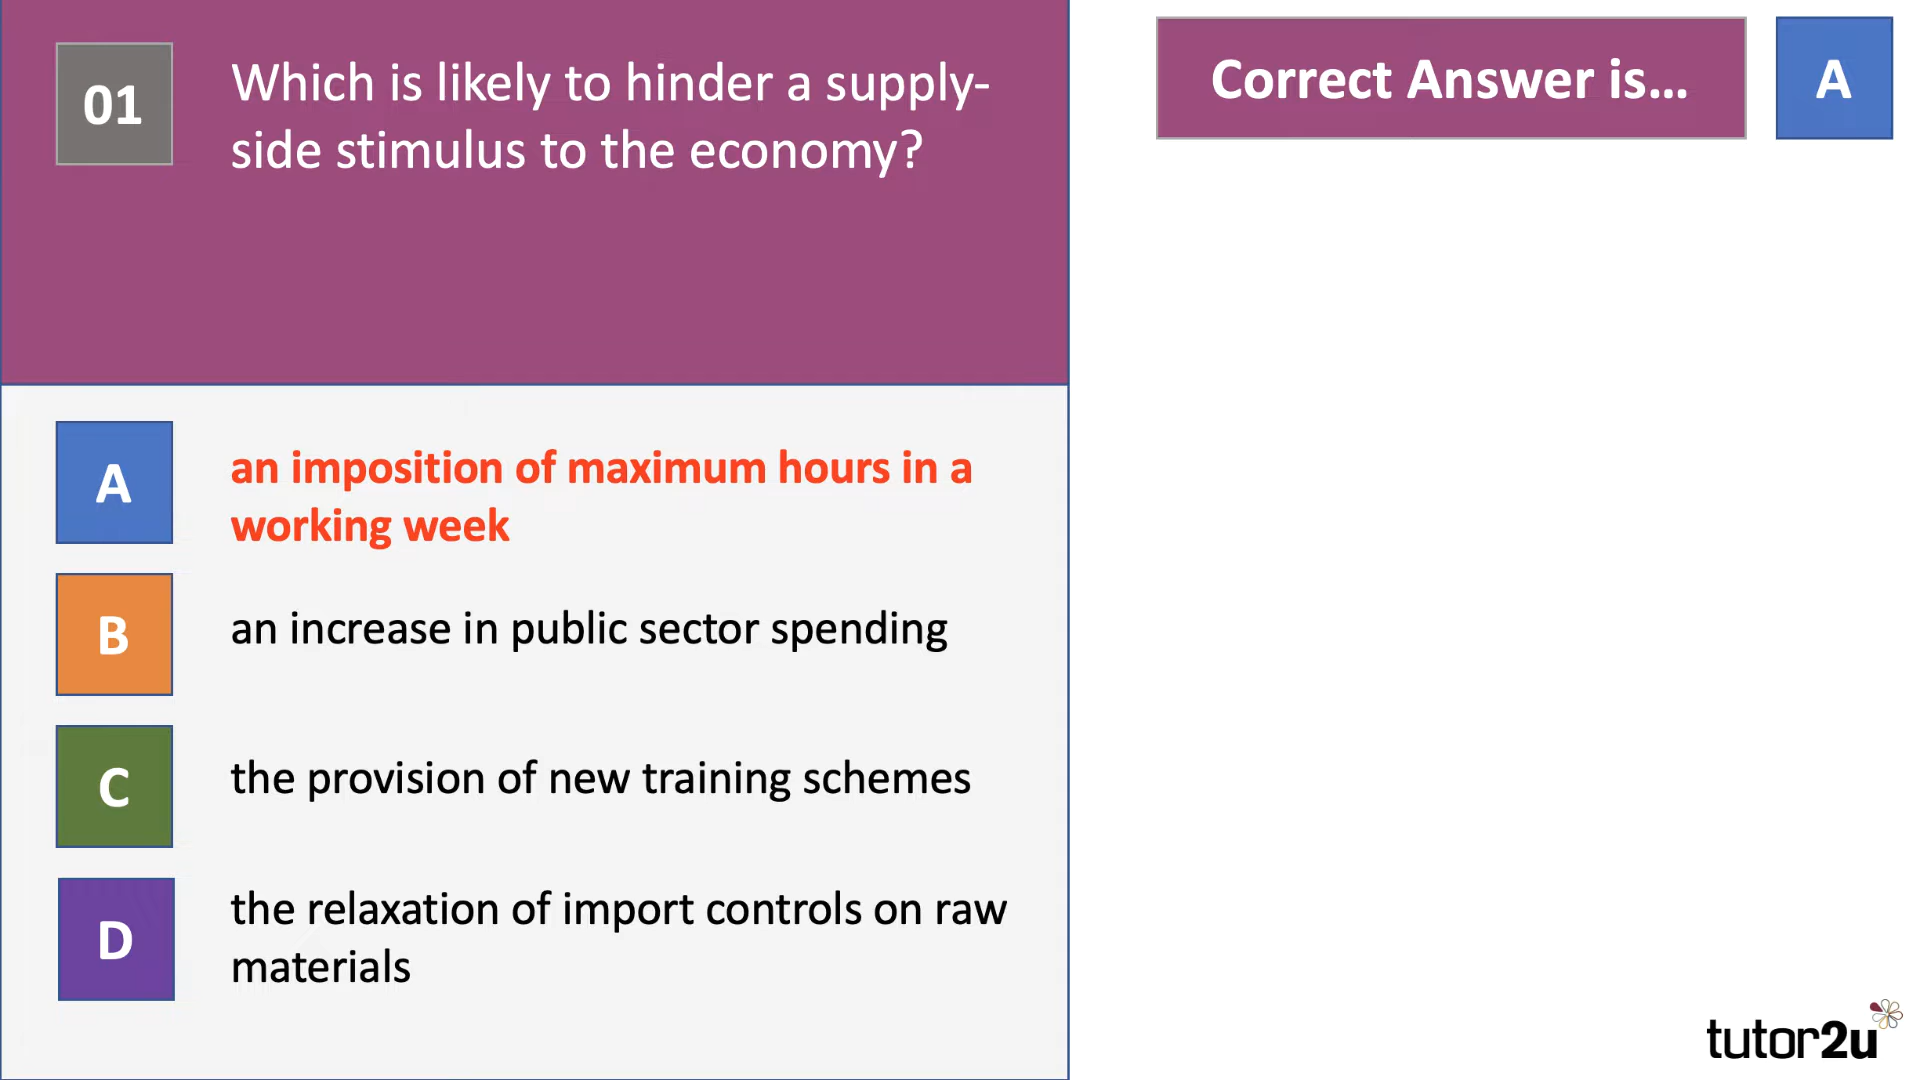 01
Which is likely to hinder a supply-
side stimulus to the economy?
A
an imposition of maximum hours in a
working week
B
an increase in public sector spending
C
the provision of new training schemes
D
the relaxation of import controls on raw
materials
Correct Answer is...
A
tutor2u